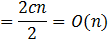 = 2cn/2 = O(n)